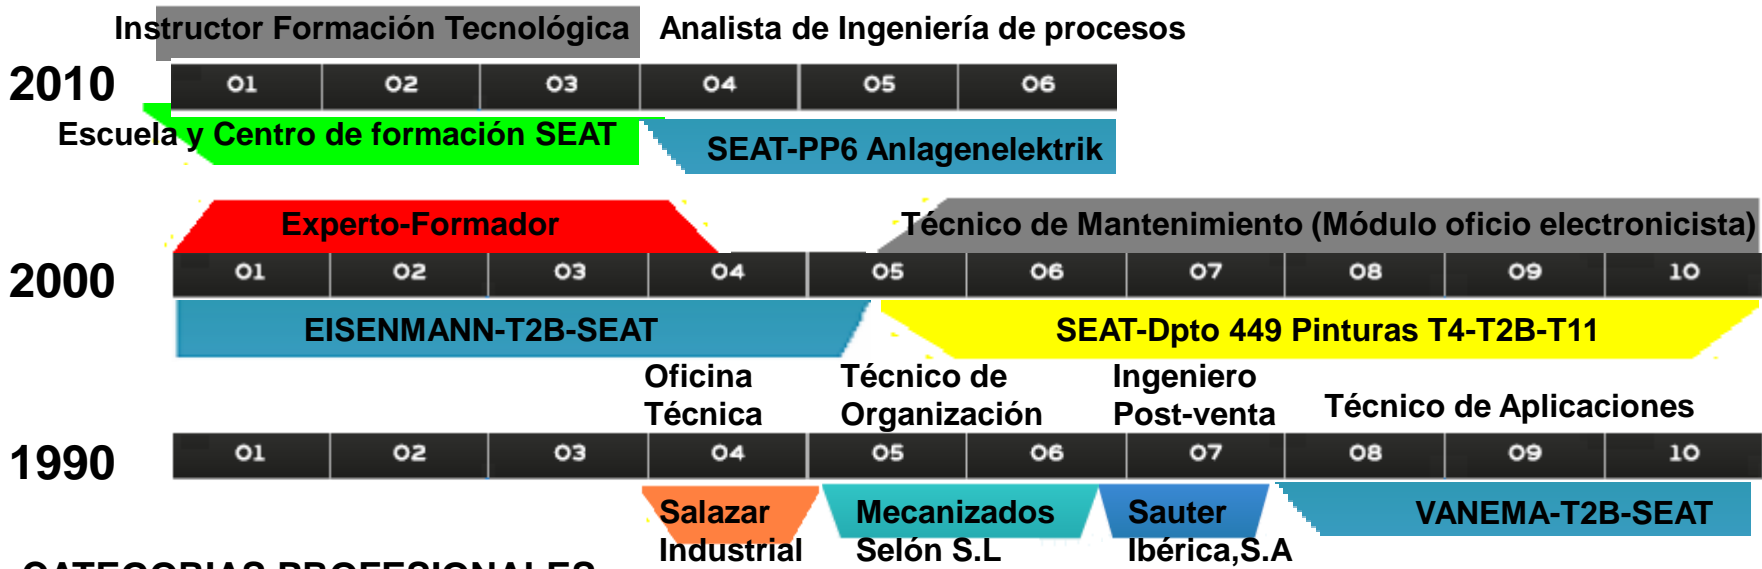 Instructor Formación Tecnológica Analista de Ingeniería de procesos
2010 01 02 03 04 05 06
Escuela y Centro de formación SEAT SEAT-PP6 Anlagenelektrik
Experto-Formador Técnico de Mantenimiento (Módulo oficio electronicista)
2000 01 02 03 04 05 06 07 08 09 10
EISENMANN-T2B-SEAT SEAT-Dpto 449 Pinturas T4-T2B-T11
Oficina Técnica
Técnico de Organización
Ingeniero Post-venta
Técnico de Aplicaciones
1990 01 02 03 04 05 06 07 08 09 10
Salazar Industrial
Mecanizados Selón S.L
Sauter Ibérica,S.A
VANEMA-T2B-SEAT
CATEGORIAS PROFESIONALES